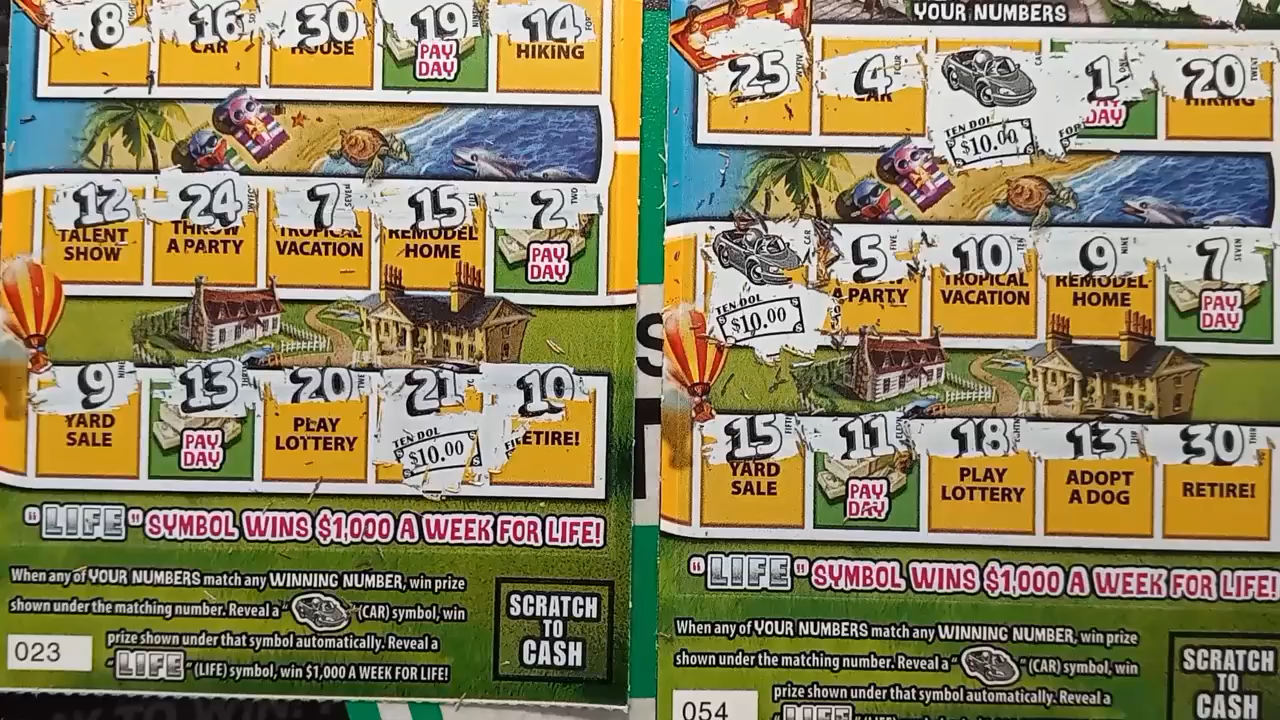 8 16 30 19 14
CAR HOUSE PAY DAY HIKING
12 24 7 15 2
TALENT SHOW THROW A PARTY TROPICAL VACATION REMODEL HOME PAY DAY
9 13 20 21 10
YARD SALE PAY DAY PLAY LOTTERY TEN DOL $10.00 RETIRE!
"LIFE" SYMBOL WINS $1,000 A WEEK FOR LIFE!
When any of YOUR NUMBERS match any WINNING NUMBER, win prize
shown under the matching number. Reveal a " " (CAR) symbol, win
prize shown under that symbol automatically. Reveal a
"LIFE" (LIFE) symbol, win $1,000 A WEEK FOR LIFE!
023
SCRATCH
TO
CASH
YOUR NUMBERS
25 4 CAR 1 20
CAR TEN DOL $10.00 PAY DAY HIKING
CAR 5 FIVE 10 9 NINE 7 SEVEN
TEN DOL $10.00 A PARTY TROPICAL VACATION REMODEL HOME PAY DAY
15 11 18 13 30
YARD SALE PAY DAY PLAY LOTTERY ADOPT A DOG RETIRE!
"LIFE" SYMBOL WINS $1,000 A WEEK FOR LIFE!
When any of YOUR NUMBERS match any WINNING NUMBER, win prize
shown under the matching number. Reveal a " " (CAR) symbol, win
prize shown under that symbol automatically. Reveal a
054
SCRATCH
TO
CASH